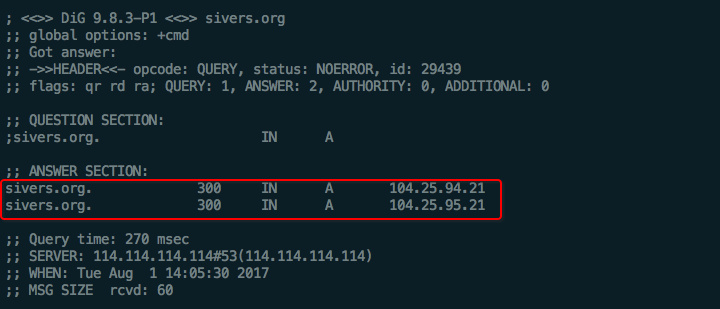 ; <<>> DiG 9.8.3-P1 <<>> sivers.org
;; global options: +cmd
;; Got answer:
;; ->>HEADER<<- opcode: QUERY, status: NOERROR, id: 29439
;; flags: qr rd ra; QUERY: 1, ANSWER: 2, AUTHORITY: 0, ADDITIONAL: 0

;; QUESTION SECTION:
;sivers.org. IN A

;; ANSWER SECTION:
sivers.org. 300 IN A 104.25.94.21
sivers.org. 300 IN A 104.25.95.21

;; Query time: 270 msec
;; SERVER: 114.114.114.114#53(114.114.114.114)
;; WHEN: Tue Aug  1 14:05:30 2017
;; MSG SIZE  rcvd: 60